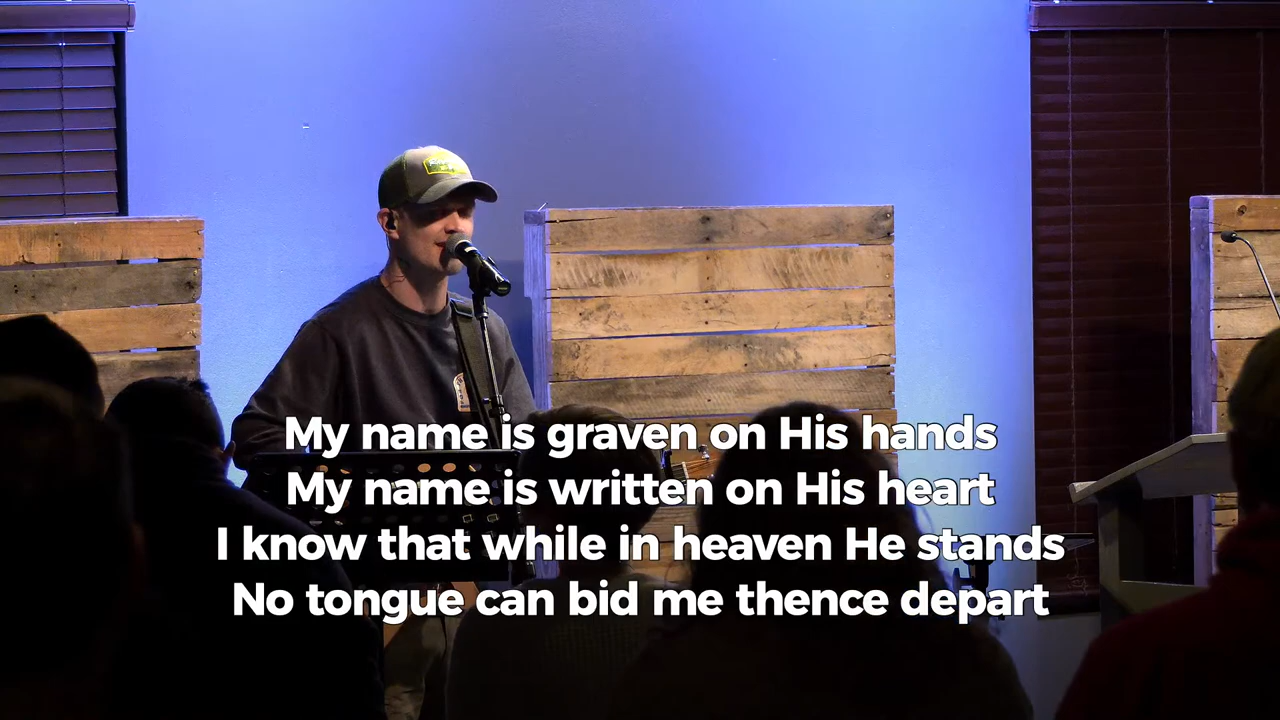 My name is graven on His hands
My name is written on His heart
I know that while in heaven He stands
No tongue can bid me thence depart